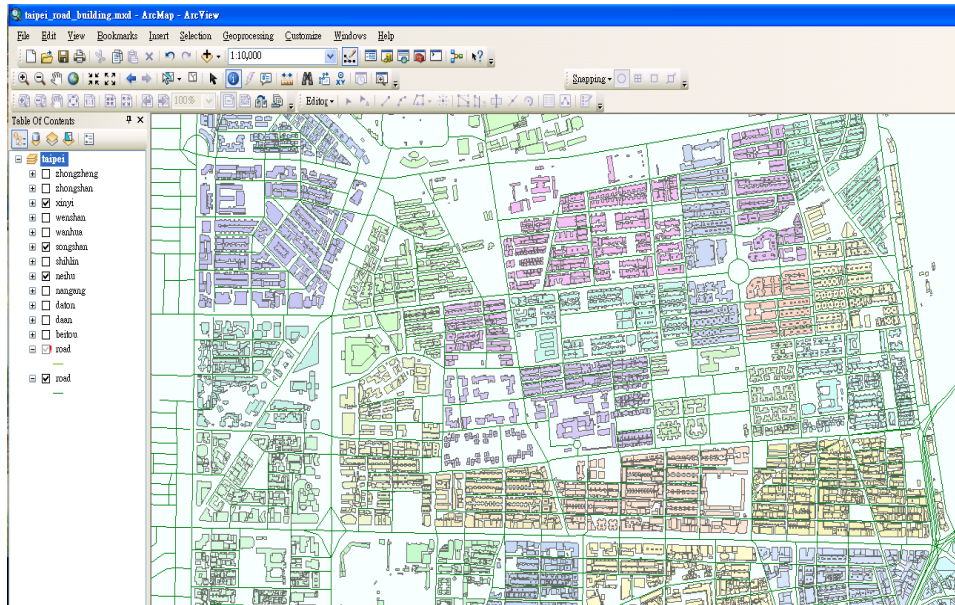 taipei_road_building.mxd - ArcMap - ArcView
File Edit View Bookmarks Insert Selection Geoprocessing Customize Windows Help
1:10,000
Snapping
100% Editor
Table Of Contents
taipei
zhongzheng
zhongshan
xinyi
wenshan
wanhua
songshan
shihlin
neihu
nangang
daton
daan
beitou
road
road